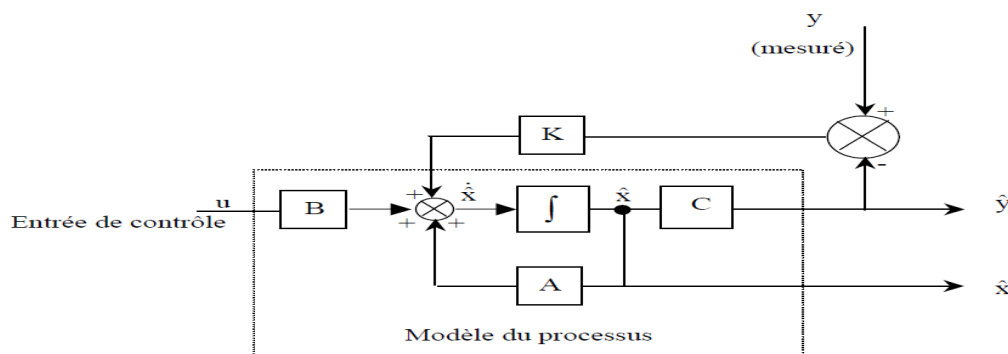 y
(mesuré)
+
K
-
+
ẋ̂
x̂
u
B
+
+
∫
C
ŷ
Entrée de contrôle
A
x̂
Modèle du processus